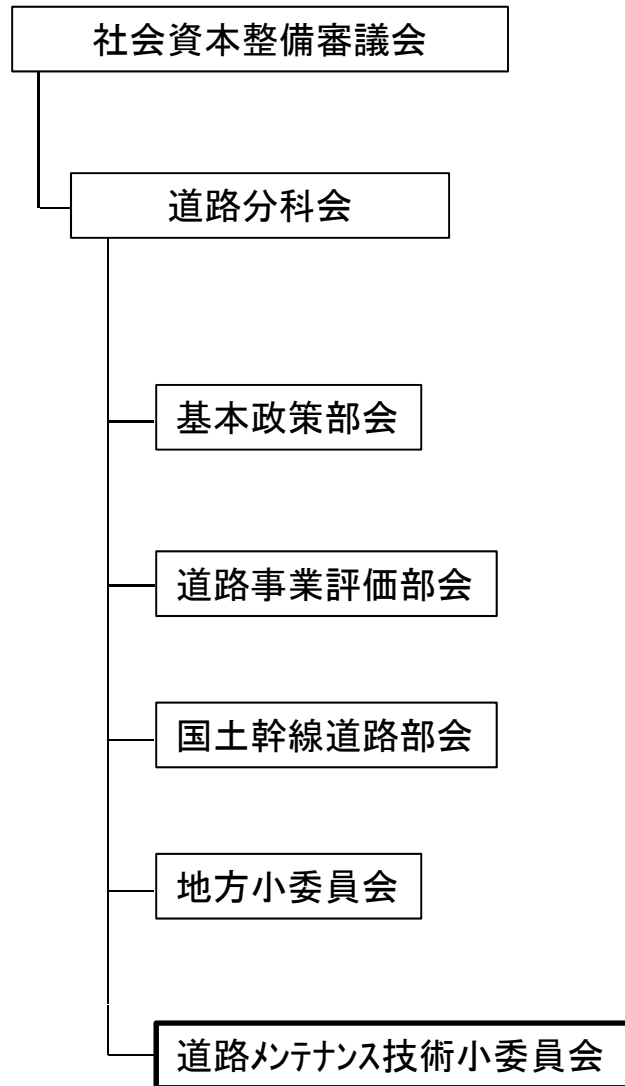 社会資本整備審議会
道路分科会
基本政策部会
道路事業評価部会
国土幹線道路部会
地方小委員会
道路メンテナンス技術小委員会